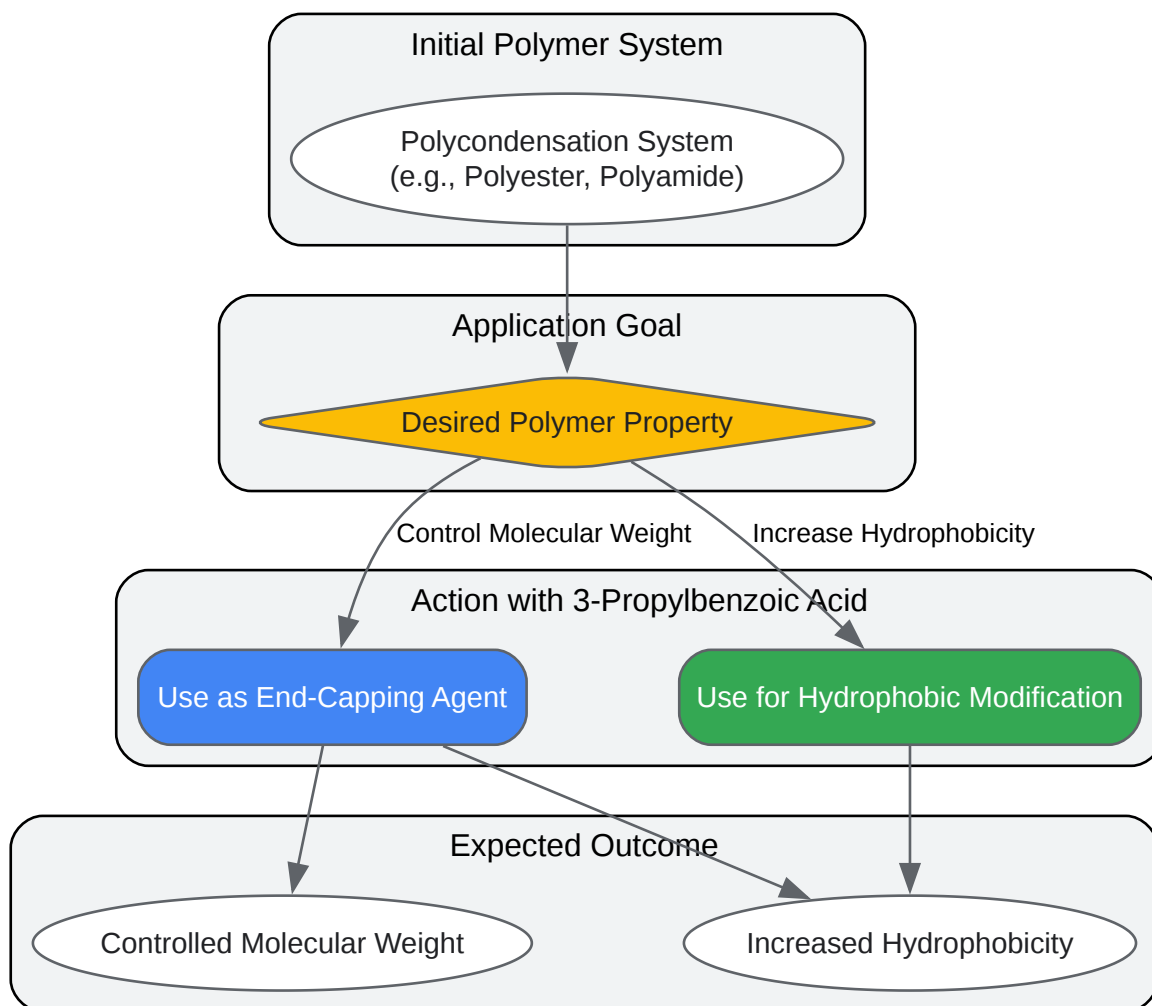 Initial Polymer System
Polycondensation System
(e.g., Polyester, Polyamide)
Application Goal
Desired Polymer Property
Control Molecular Weight
Increase Hydrophobicity
Action with 3-Propylbenzoic Acid
Use as End-Capping Agent
Use for Hydrophobic Modification
Expected Outcome
Controlled Molecular Weight
Increased Hydrophobicity